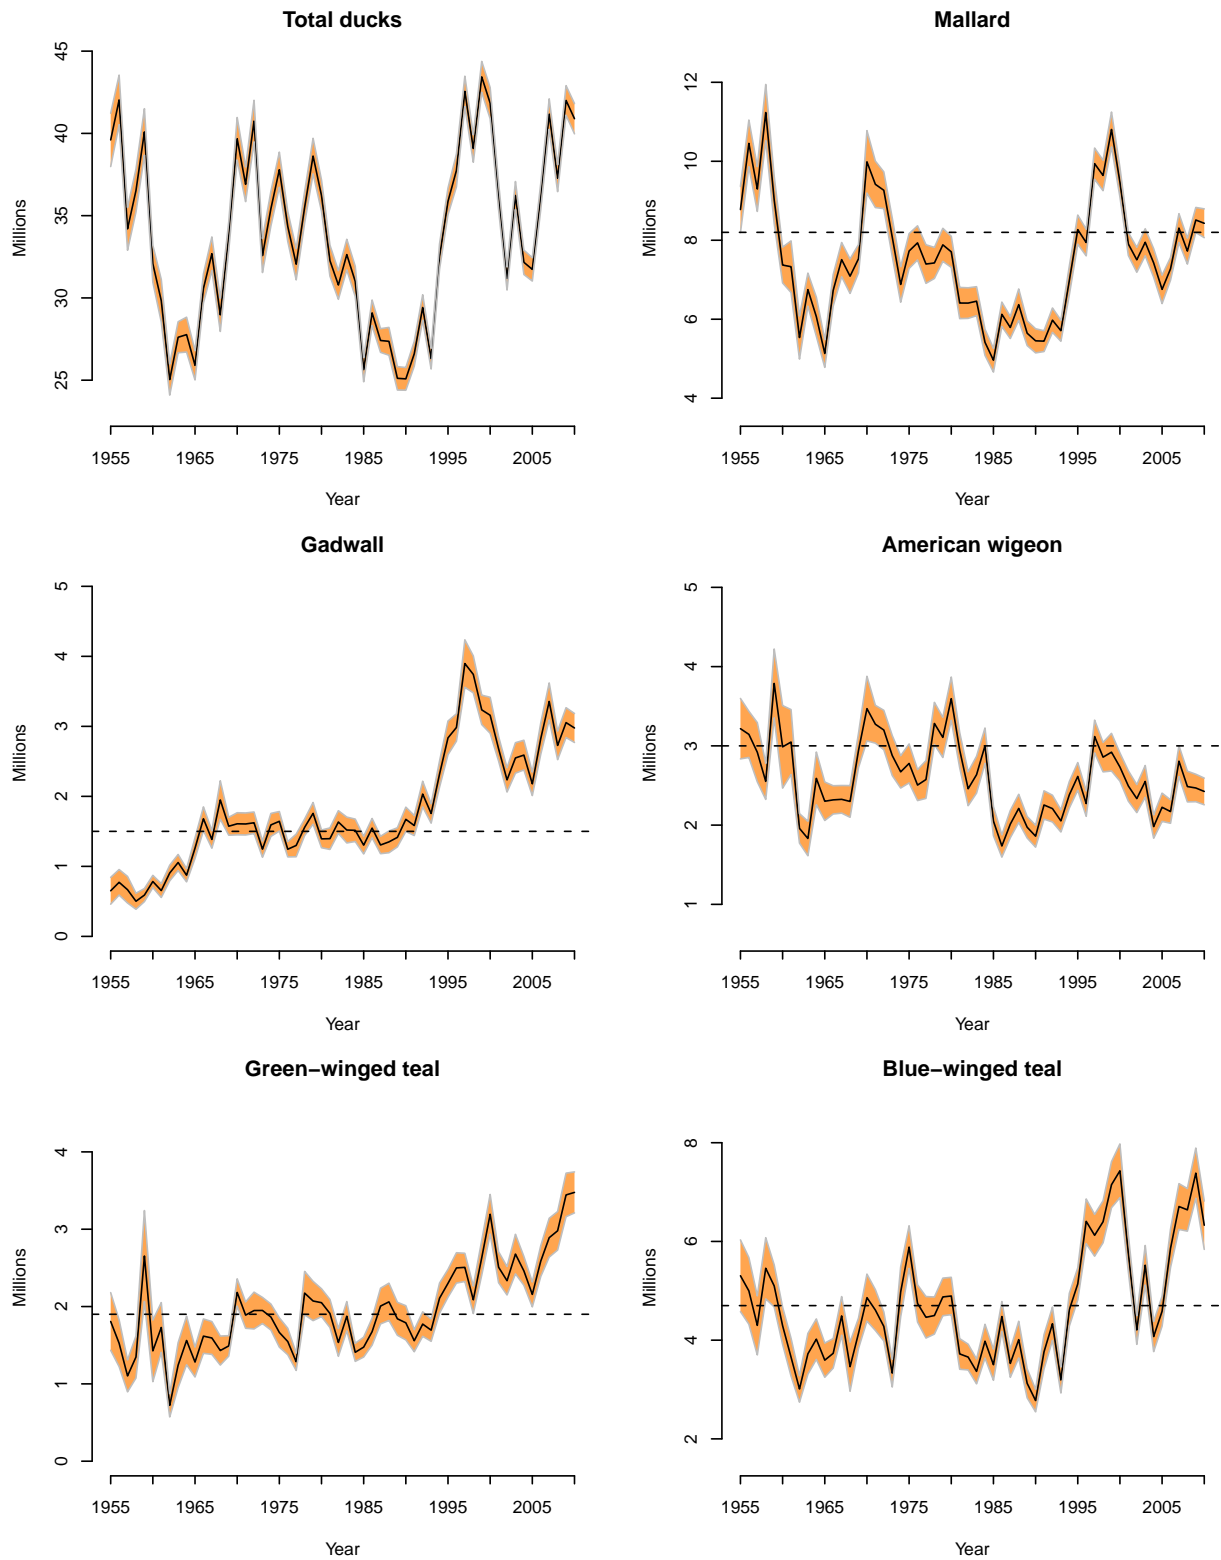 Total ducks
Millions
45
40
35
30
25
1955 1965 1975 1985 1995 2005
Year
Mallard
Millions
12
10
8
6
4
1955 1965 1975 1985 1995 2005
Year
Gadwall
Millions
5
4
3
2
1
0
1955 1965 1975 1985 1995 2005
Year
American wigeon
Millions
5
4
3
2
1
1955 1965 1975 1985 1995 2005
Year
Green−winged teal
Millions
4
3
2
1
0
1955 1965 1975 1985 1995 2005
Year
Blue−winged teal
Millions
8
6
4
2
1955 1965 1975 1985 1995 2005
Year